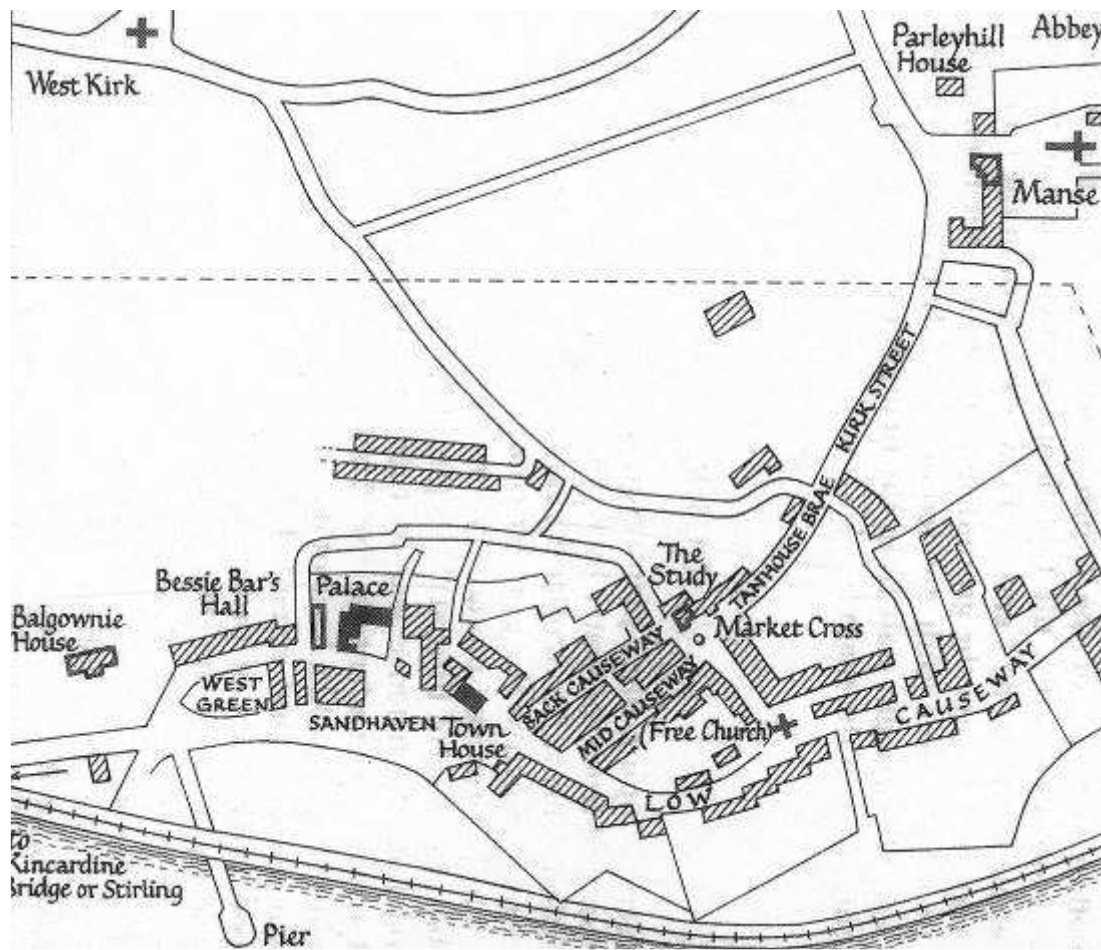 Parleyhill
House
Abbey
West Kirk
Manse
KIRK STREET
TANHOUSE BRAE
The
Study
Market Cross
Bessie Bar's
Hall
Palace
Balgownie
House
WEST
GREEN
SANDHAVEN
Town
House
BACK CAUSEWAY
MID CAUSEWAY
(Free Church)
LOW
CAUSEWAY
to
Kincardine
Bridge or Stirling
Pier